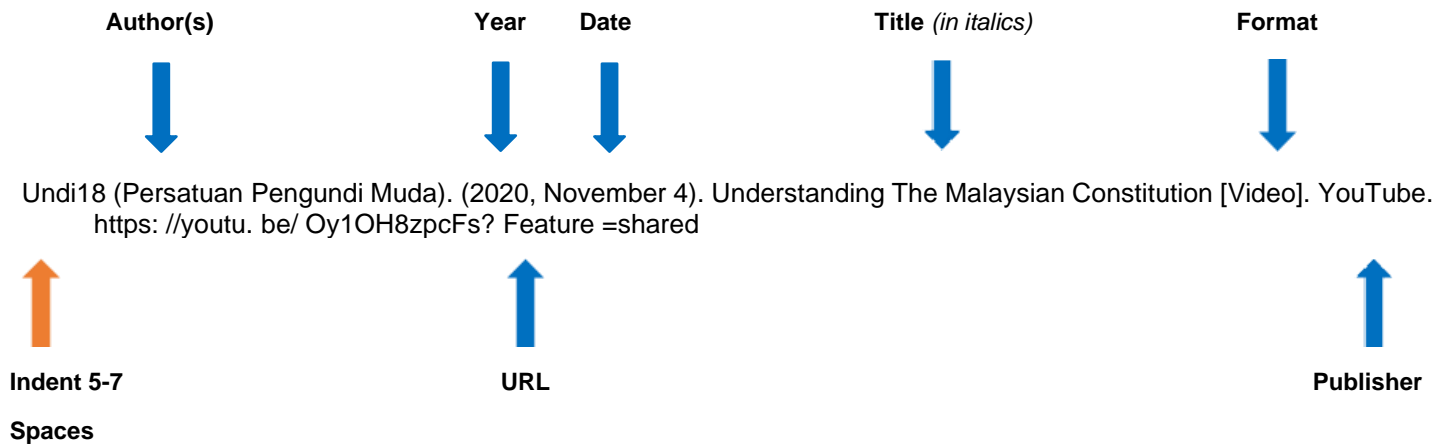 Author(s) Year Date Title (in italics) Format
Undi18 (Persatuan Pengundi Muda). (2020, November 4). Understanding The Malaysian Constitution [Video]. YouTube.
https: //youtu. be/ Oy1OH8zpcFs? Feature =shared
Indent 5-7 URL Publisher
Spaces